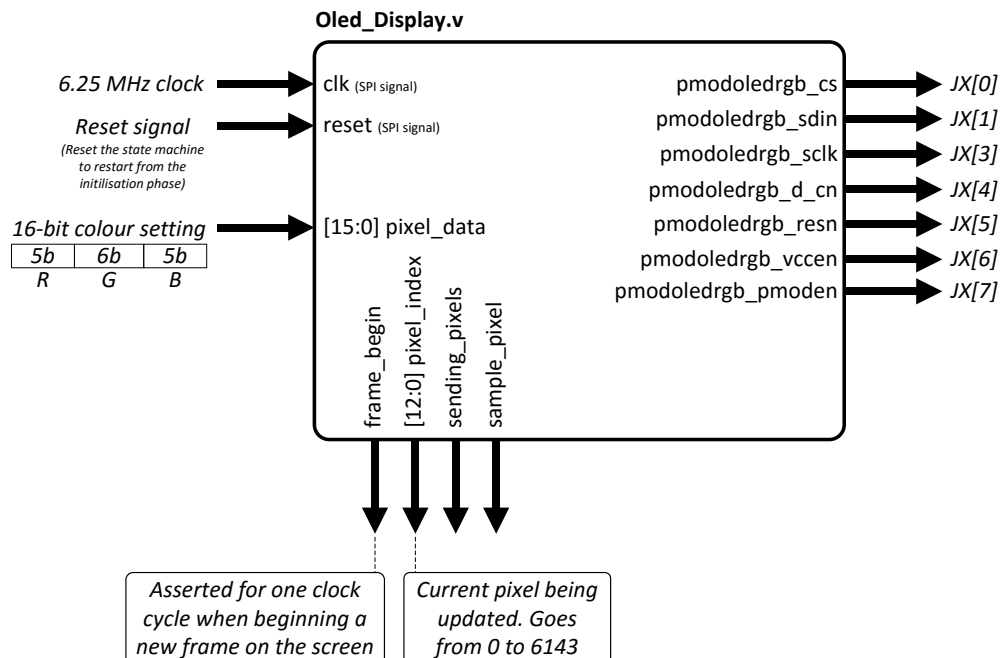 Oled_Display.v
6.25 MHz clock
clk (SPI signal)
Reset signal
(Reset the state machine
to restart from the
initilisation phase)
reset (SPI signal)
16-bit colour setting
5b 6b 5b
R G B
[15:0] pixel_data
pmodoledrgb_cs JX[0]
pmodoledrgb_sdin JX[1]
pmodoledrgb_sclk JX[3]
pmodoledrgb_d_cn JX[4]
pmodoledrgb_resn JX[5]
pmodoledrgb_vccen JX[6]
pmodoledrgb_pmoden JX[7]
frame_begin
[12:0] pixel_index
sending_pixels
sample_pixel
Asserted for one clock
cycle when beginning a
new frame on the screen
Current pixel being
updated. Goes
from 0 to 6143